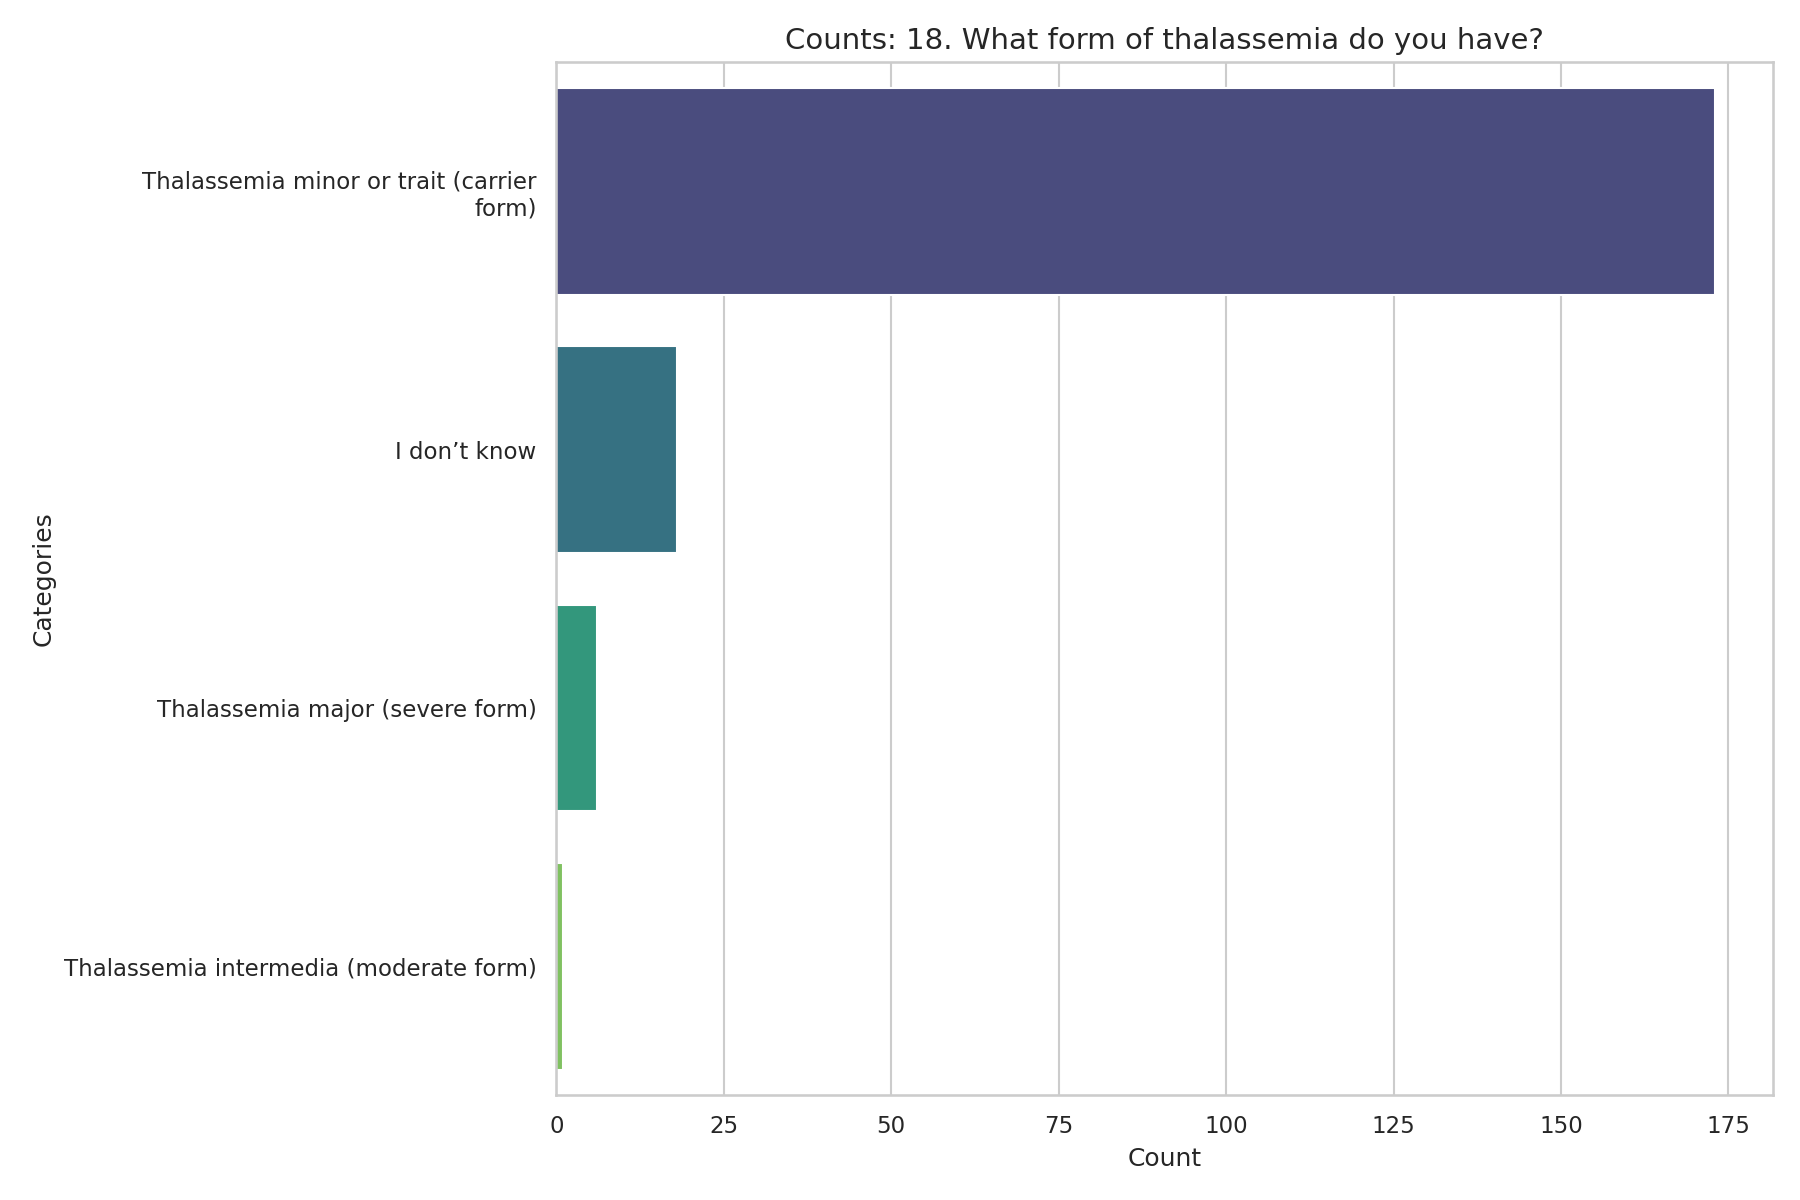 Counts: 18. What form of thalassemia do you have?
Thalassemia minor or trait (carrier
form)
I don’t know
Thalassemia major (severe form)
Thalassemia intermedia (moderate form)
Categories
0 25 50 75 100 125 150 175
Count